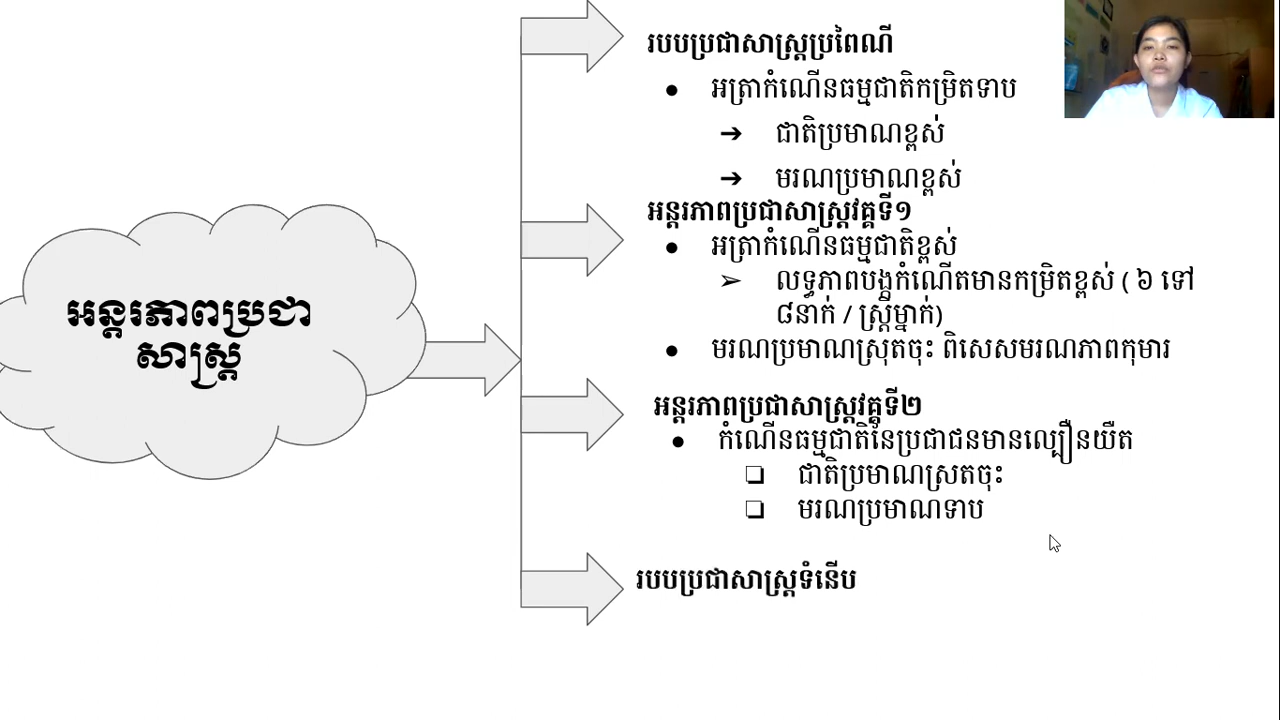 អន្តរភាពប្រជា
សាស្ត្រ
របបប្រជាសាស្ត្រប្រពៃណី
● អត្រាកំណើនធម្មជាតិកម្រិតទាប
➔ ជាតិប្រមាណខ្ពស់
➔ មរណប្រមាណខ្ពស់
អន្តរភាពប្រជាសាស្ត្រវគ្គទី១
● អត្រាកំណើនធម្មជាតិខ្ពស់
➢ លទ្ធភាពបង្កកំណើតមានកម្រិតខ្ពស់ ( ៦ ទៅ
៨នាក់ / ស្ត្រីម្នាក់)
● មរណប្រមាណស្រុតចុះ ពិសេសមរណភាពកុមារ
អន្តរភាពប្រជាសាស្ត្រវគ្គទី២
● កំណើនធម្មជាតិនៃប្រជាជនមានល្បឿនយឺត
❏ ជាតិប្រមាណស្រតចុះ
❏ មរណប្រមាណទាប
របបប្រជាសាស្ត្រទំនើប